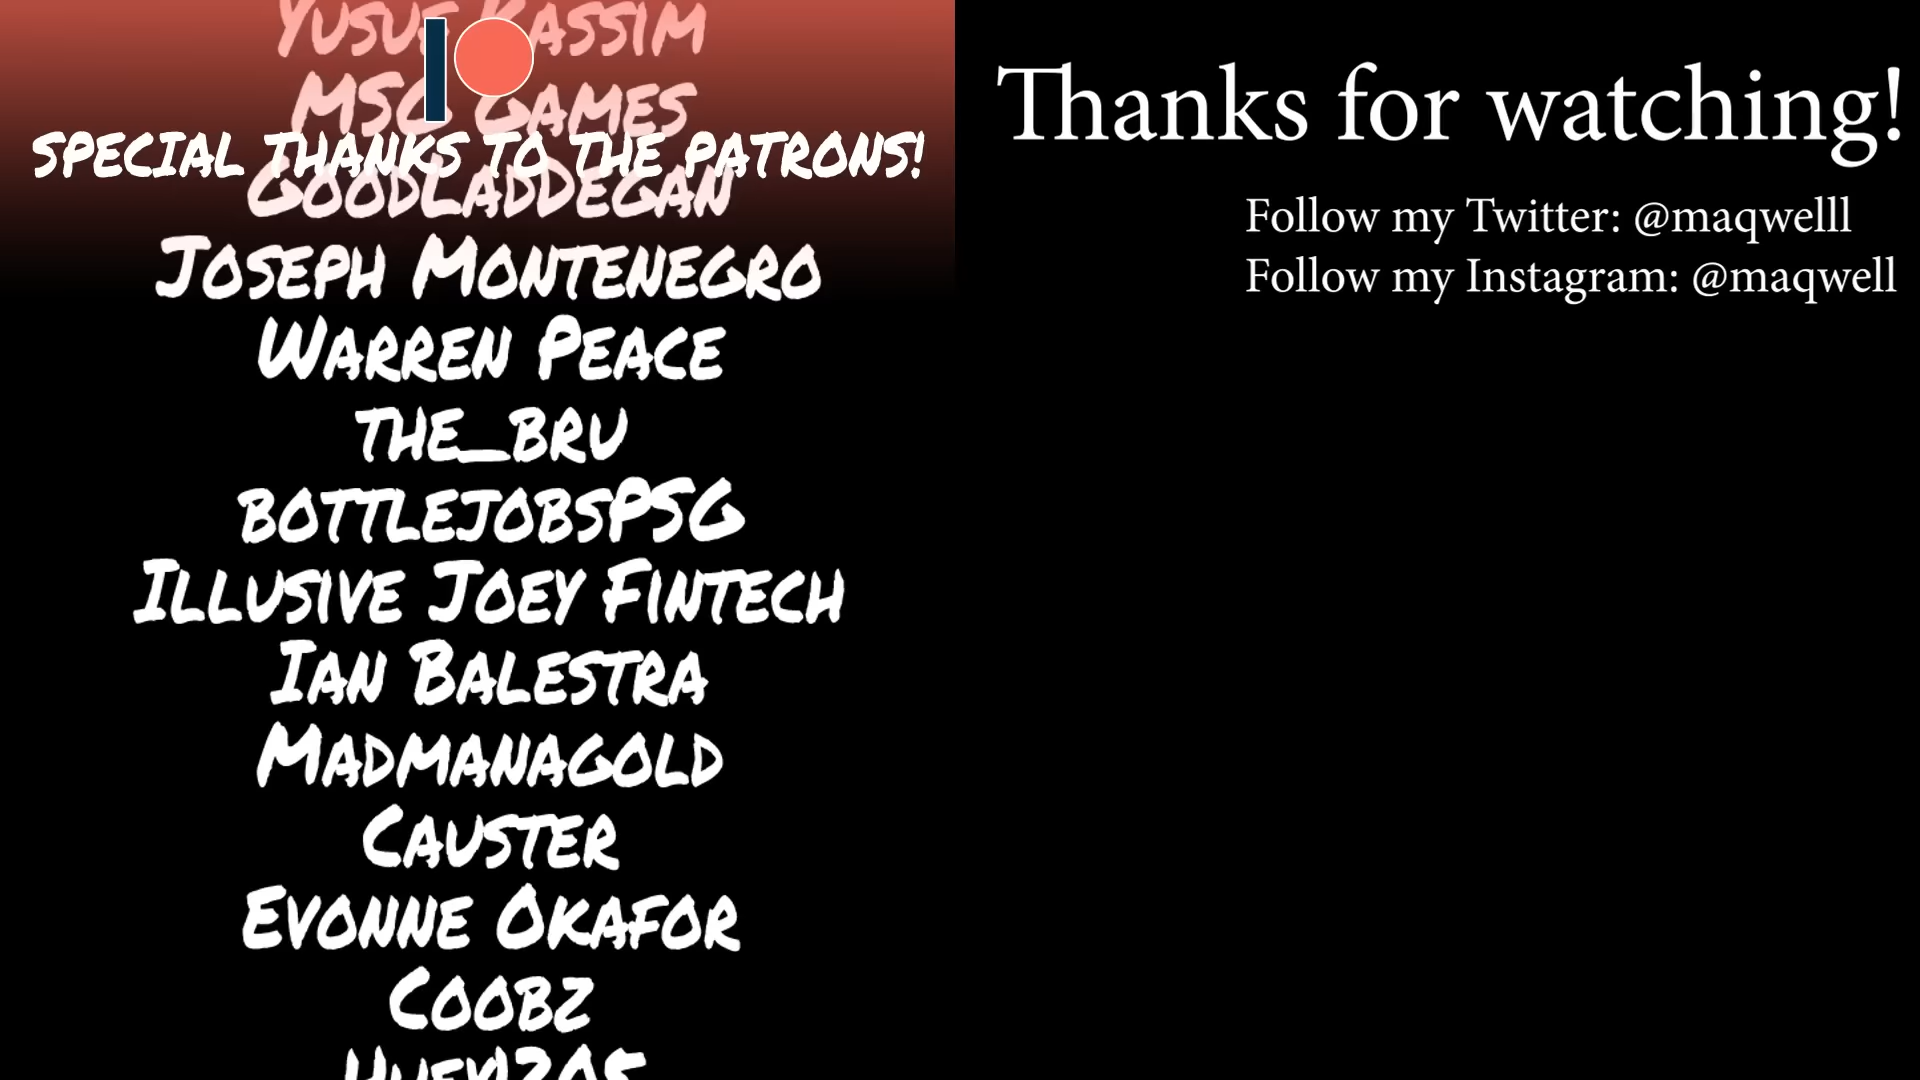 Yusuf Kassim
MSG Games
SPECIAL THANKS TO THE PATRONS!
GoodLadDegan
Joseph Montenegro
Warren Peace
the_bru
bottlejobsPSG
Illusive Joey Fintech
Ian Balestra
Madmanagold
Causter
Evonne Okafor
Coobz
Thanks for watching!
Follow my Twitter: @maqwelll
Follow my Instagram: @maqwell